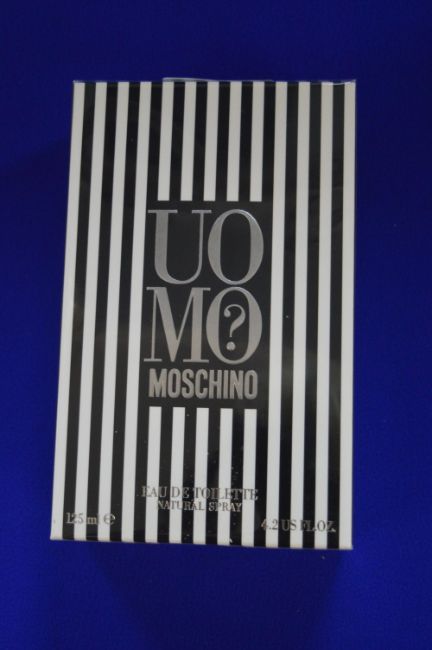 UO
MO?
MOSCHINO
EAU DE TOILETTE
NATURAL SPRAY
125 ml ℮ 4.2 US FL.OZ.